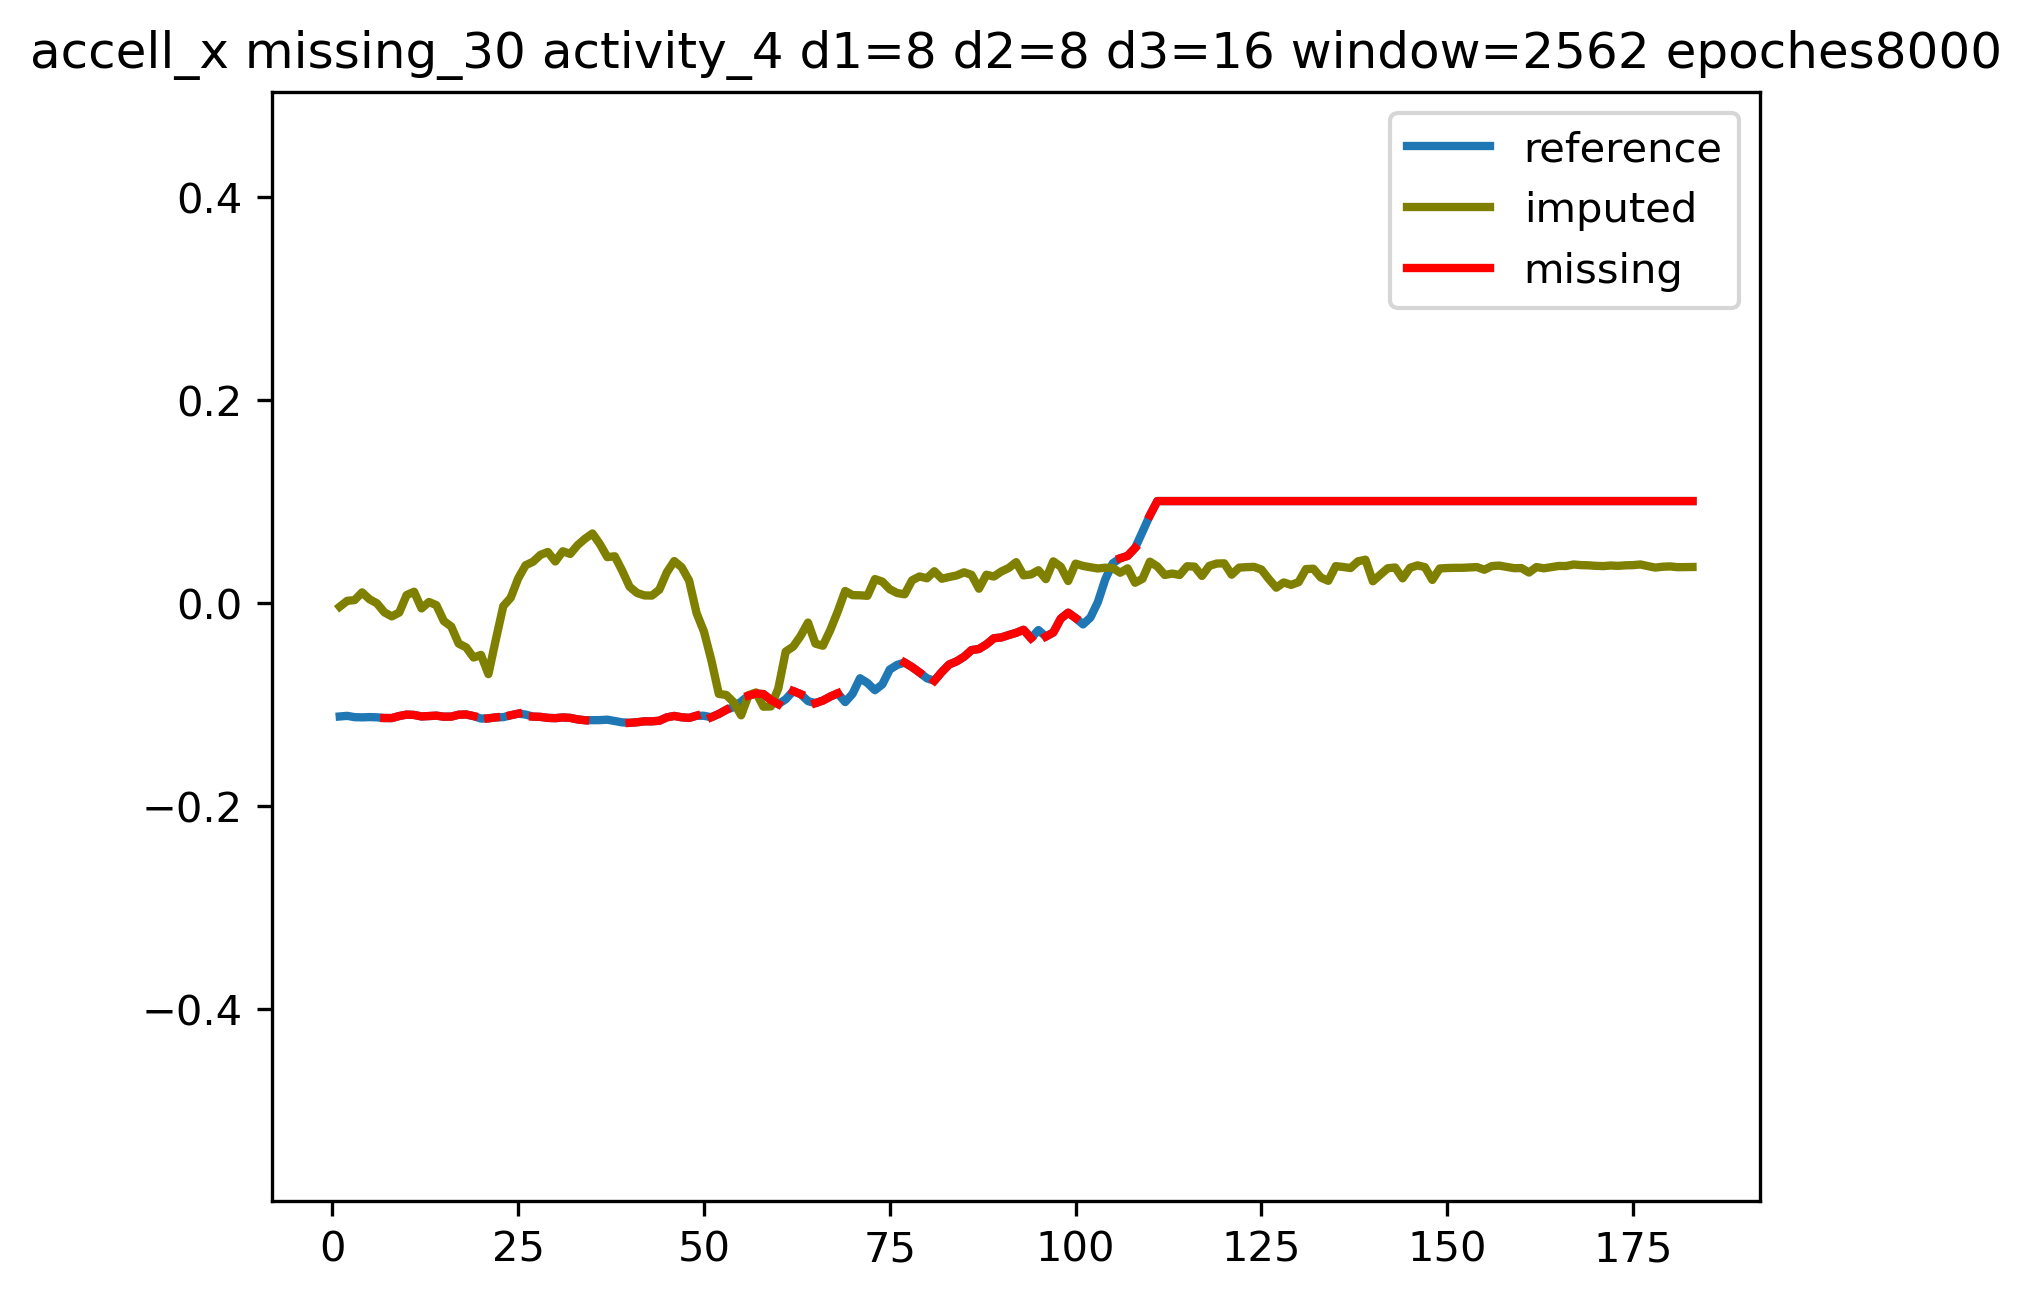 accell_x missing_30 activity_4 d1=8 d2=8 d3=16 window=2562 epoches8000
reference
imputed
missing
0.4
0.2
0.0
−0.2
−0.4
0 25 50 75 100 125 150 175